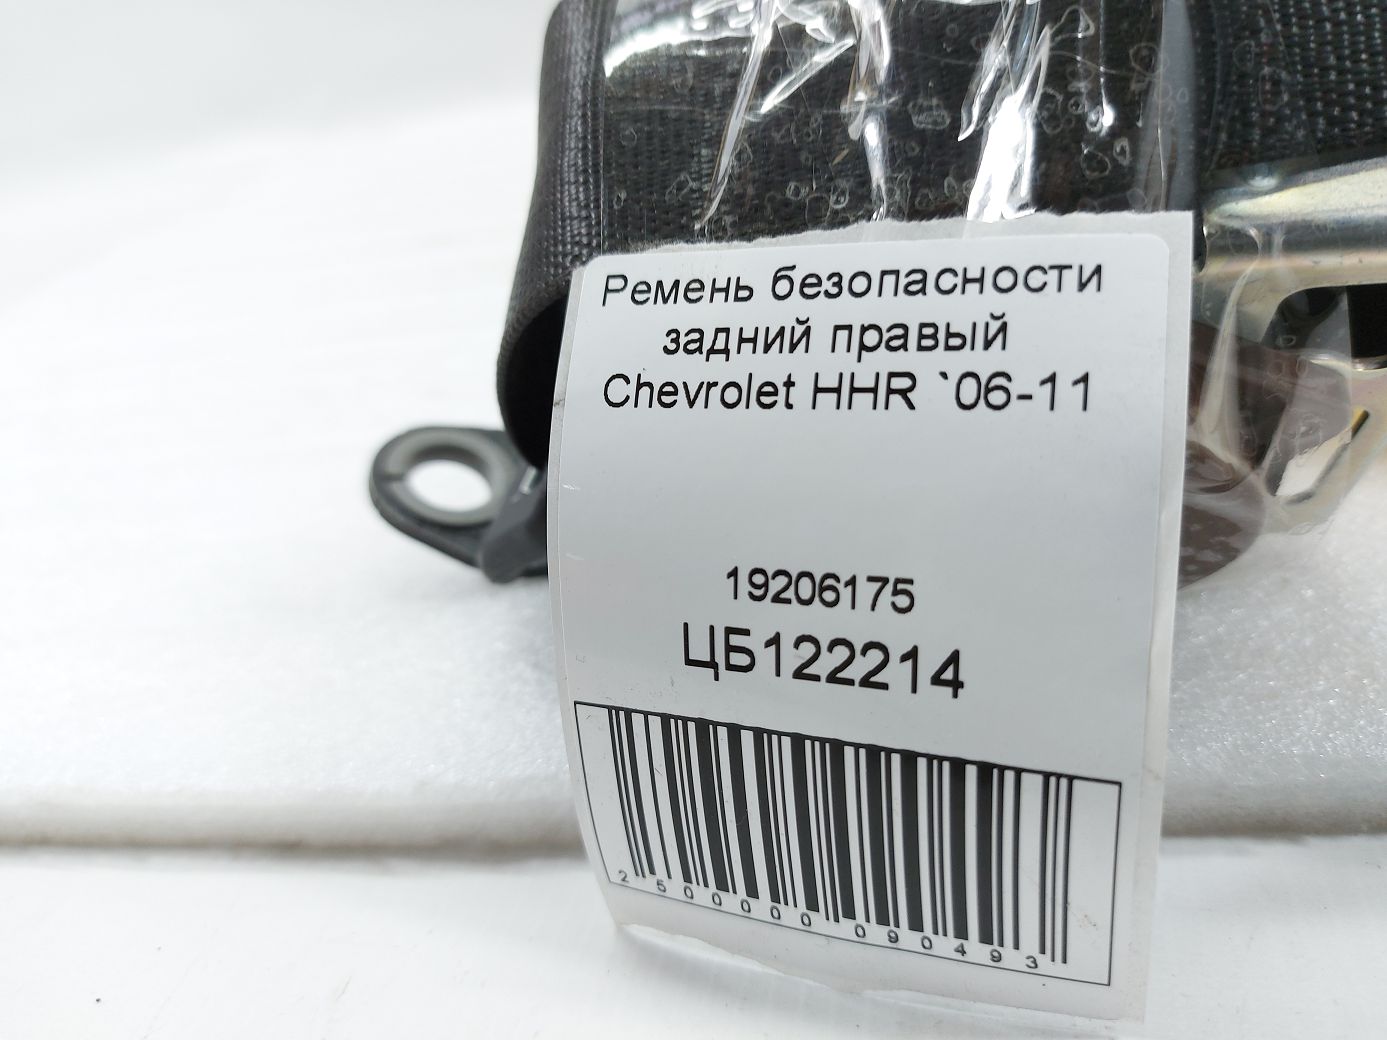 Ремень безопасности
задний правый
Chevrolet HHR `06-11
19206175
ЦБ122214
2500000090493